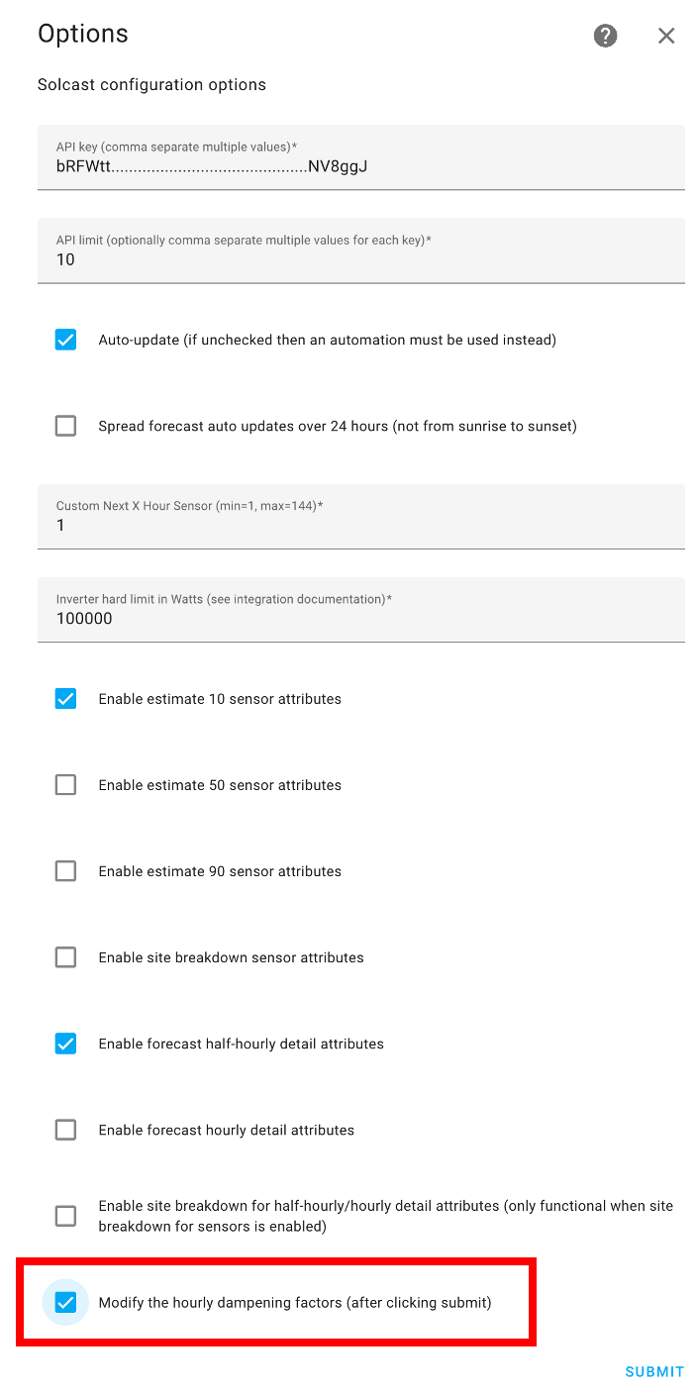 Options
Solcast configuration options
API key (comma separate multiple values)*
bRFWtt............................................NV8ggJ
API limit (optionally comma separate multiple values for each key)*
10
Auto-update (if unchecked then an automation must be used instead)
Spread forecast auto updates over 24 hours (not from sunrise to sunset)
Custom Next X Hour Sensor (min=1, max=144)*
1
Inverter hard limit in Watts (see integration documentation)*
100000
Enable estimate 10 sensor attributes
Enable estimate 50 sensor attributes
Enable estimate 90 sensor attributes
Enable site breakdown sensor attributes
Enable forecast half-hourly detail attributes
Enable forecast hourly detail attributes
Enable site breakdown for half-hourly/hourly detail attributes (only functional when site
breakdown for sensors is enabled)
Modify the hourly dampening factors (after clicking submit)
SUBMIT